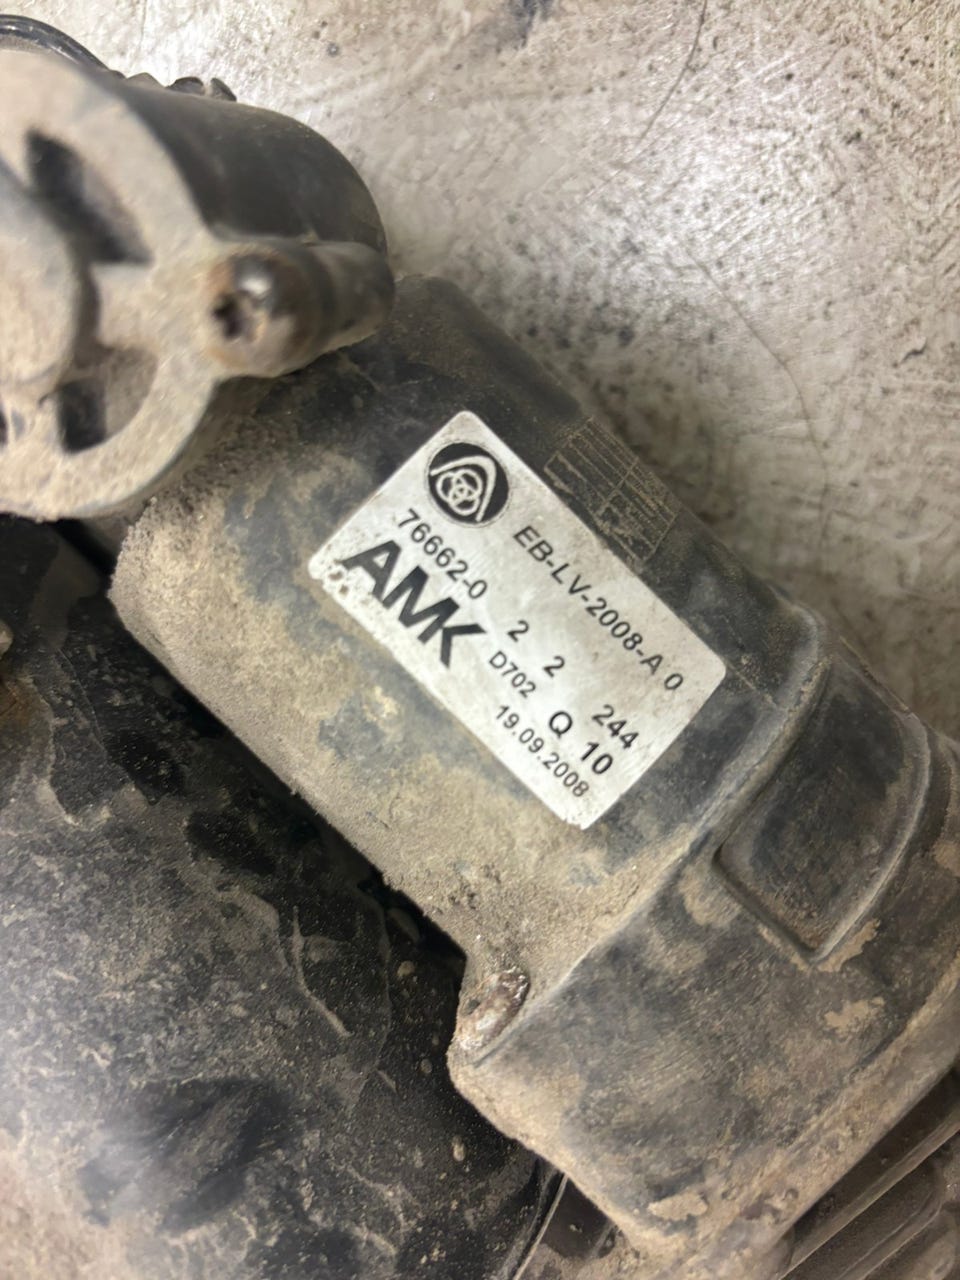 EB-LV-2008-A 0
76662-0 2 2 244
AMK D702 Q 10
19.09.2008